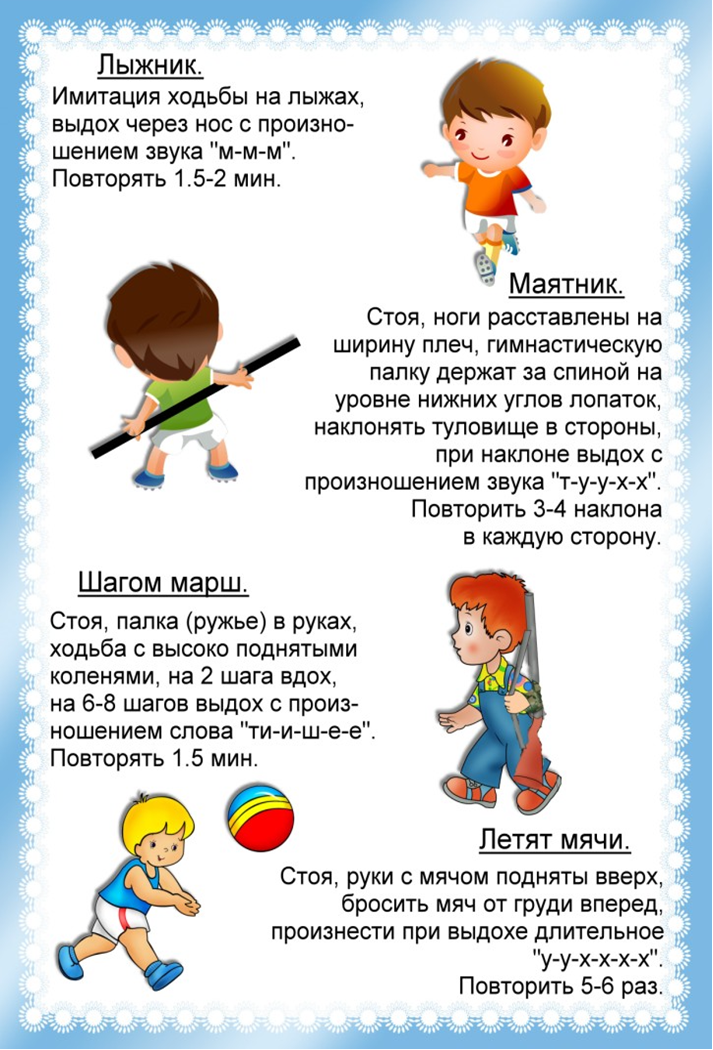 Лыжник.
Имитация ходьбы на лыжах,
выдох через нос с произно-
шением звука "м-м-м".
Повторять 1.5-2 мин.
Маятник.
Стоя, ноги расставлены на
ширину плеч, гимнастическую
палку держат за спиной на
уровне нижних углов лопаток,
наклонять туловище в стороны,
при наклоне выдох с
произношением звука "т-у-у-х-х".
Повторить 3-4 наклона
в каждую сторону.
Шагом марш.
Стоя, палка (ружье) в руках,
ходьба с высоко поднятыми
коленями, на 2 шага вдох,
на 6-8 шагов выдох с произ-
ношением слова "ти-и-ш-е-е".
Повторять 1.5 мин.
Летят мячи.
Стоя, руки с мячом подняты вверх,
бросить мяч от груди вперед,
произнести при выдохе длительное
"у-у-х-х-х-х".
Повторить 5-6 раз.